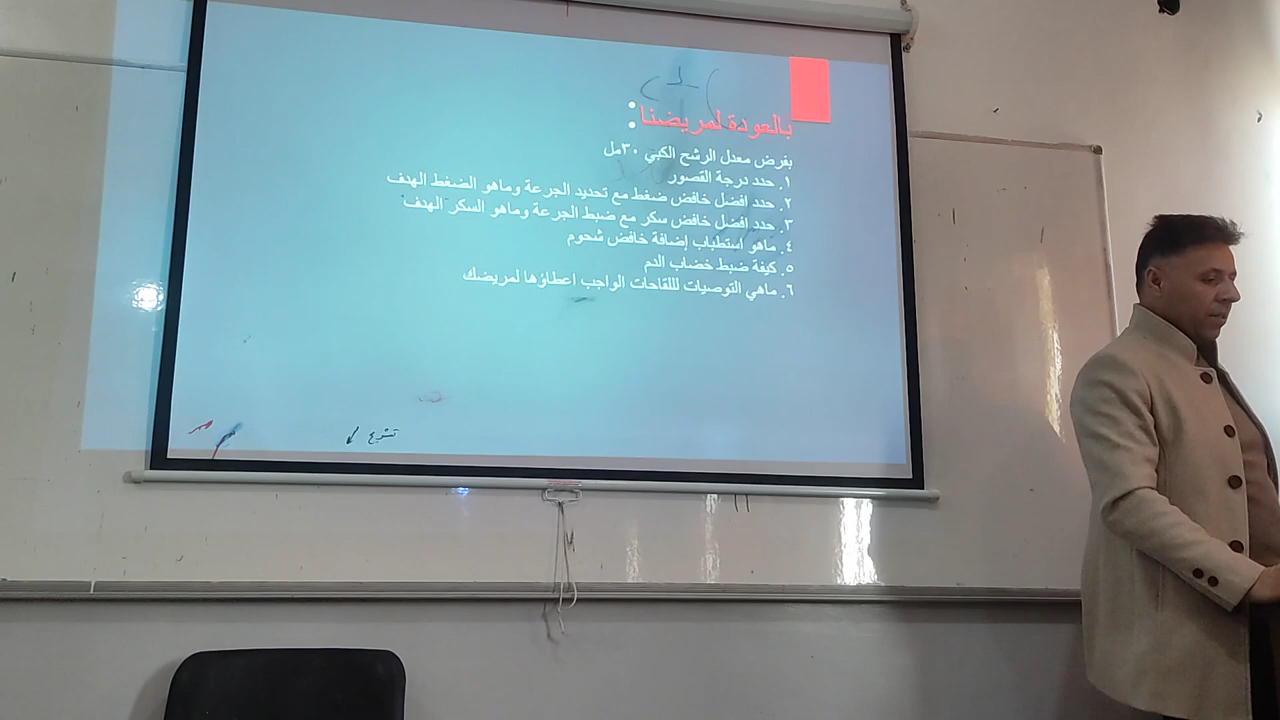 بالعودة لمريضنا:
بفرض معدل الرشح الكبي ٣٠مل
١. حدد درجة القصور
٢. حدد افضل خافض ضغط مع تحديد الجرعة وماهو الضغط الهدف
٣. حدد افضل خافض سكر مع ضبط الجرعة وماهو السكر الهدف
٤. ماهو استطباب إضافة خافض شحوم
٥. كيفة ضبط خضاب الدم
٦. ماهي التوصيات لللقاحات الواجب اعطاؤها لمريضك